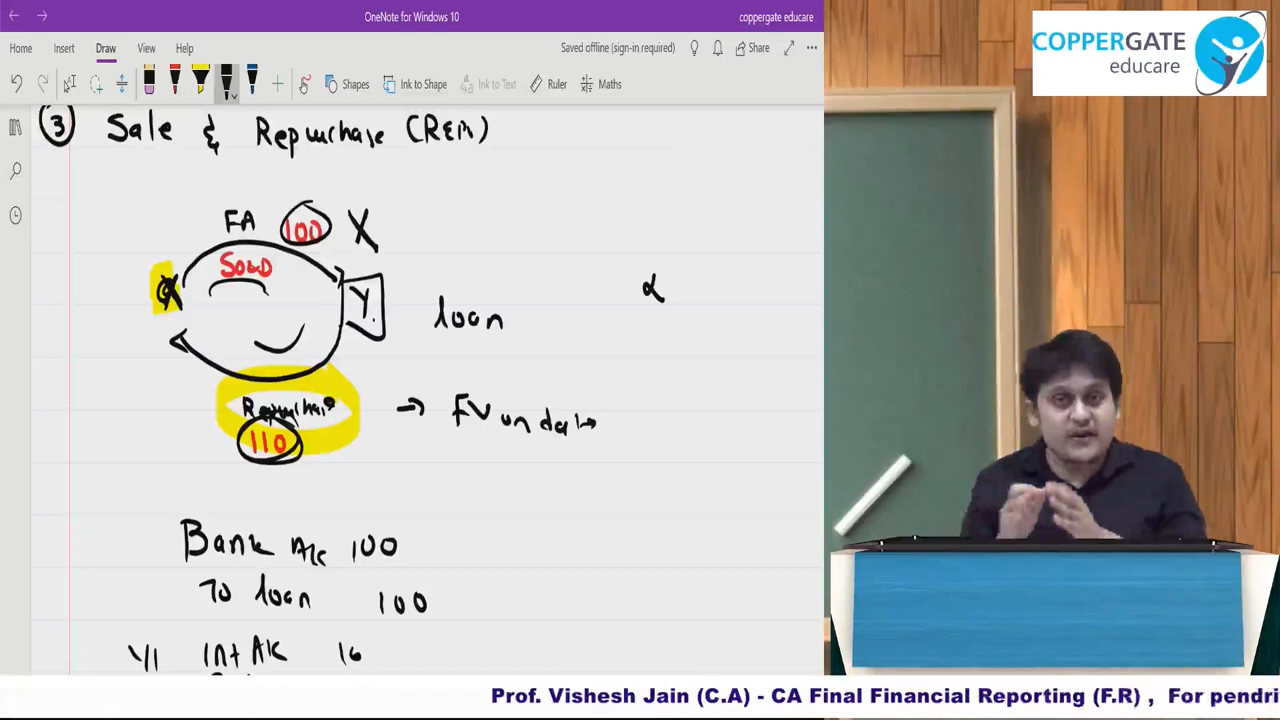 OneNote for Windows 10
coppergate educare
Home Insert Draw View Help
Saved offline (sign-in required)
Share
Shapes
Ink to Shape
Ink to Text
Ruler
Maths
COPPERGATE
educare
③ Sale & Repurchase
FA 100 X
SOLD
Y
loan
α
110
→ FV on date
Bank A/c 100
To loan 100
Y1 Int A/c 10
Prof. Vishesh Jain (C.A) - CA Final Financial Reporting (F.R) , For pendri